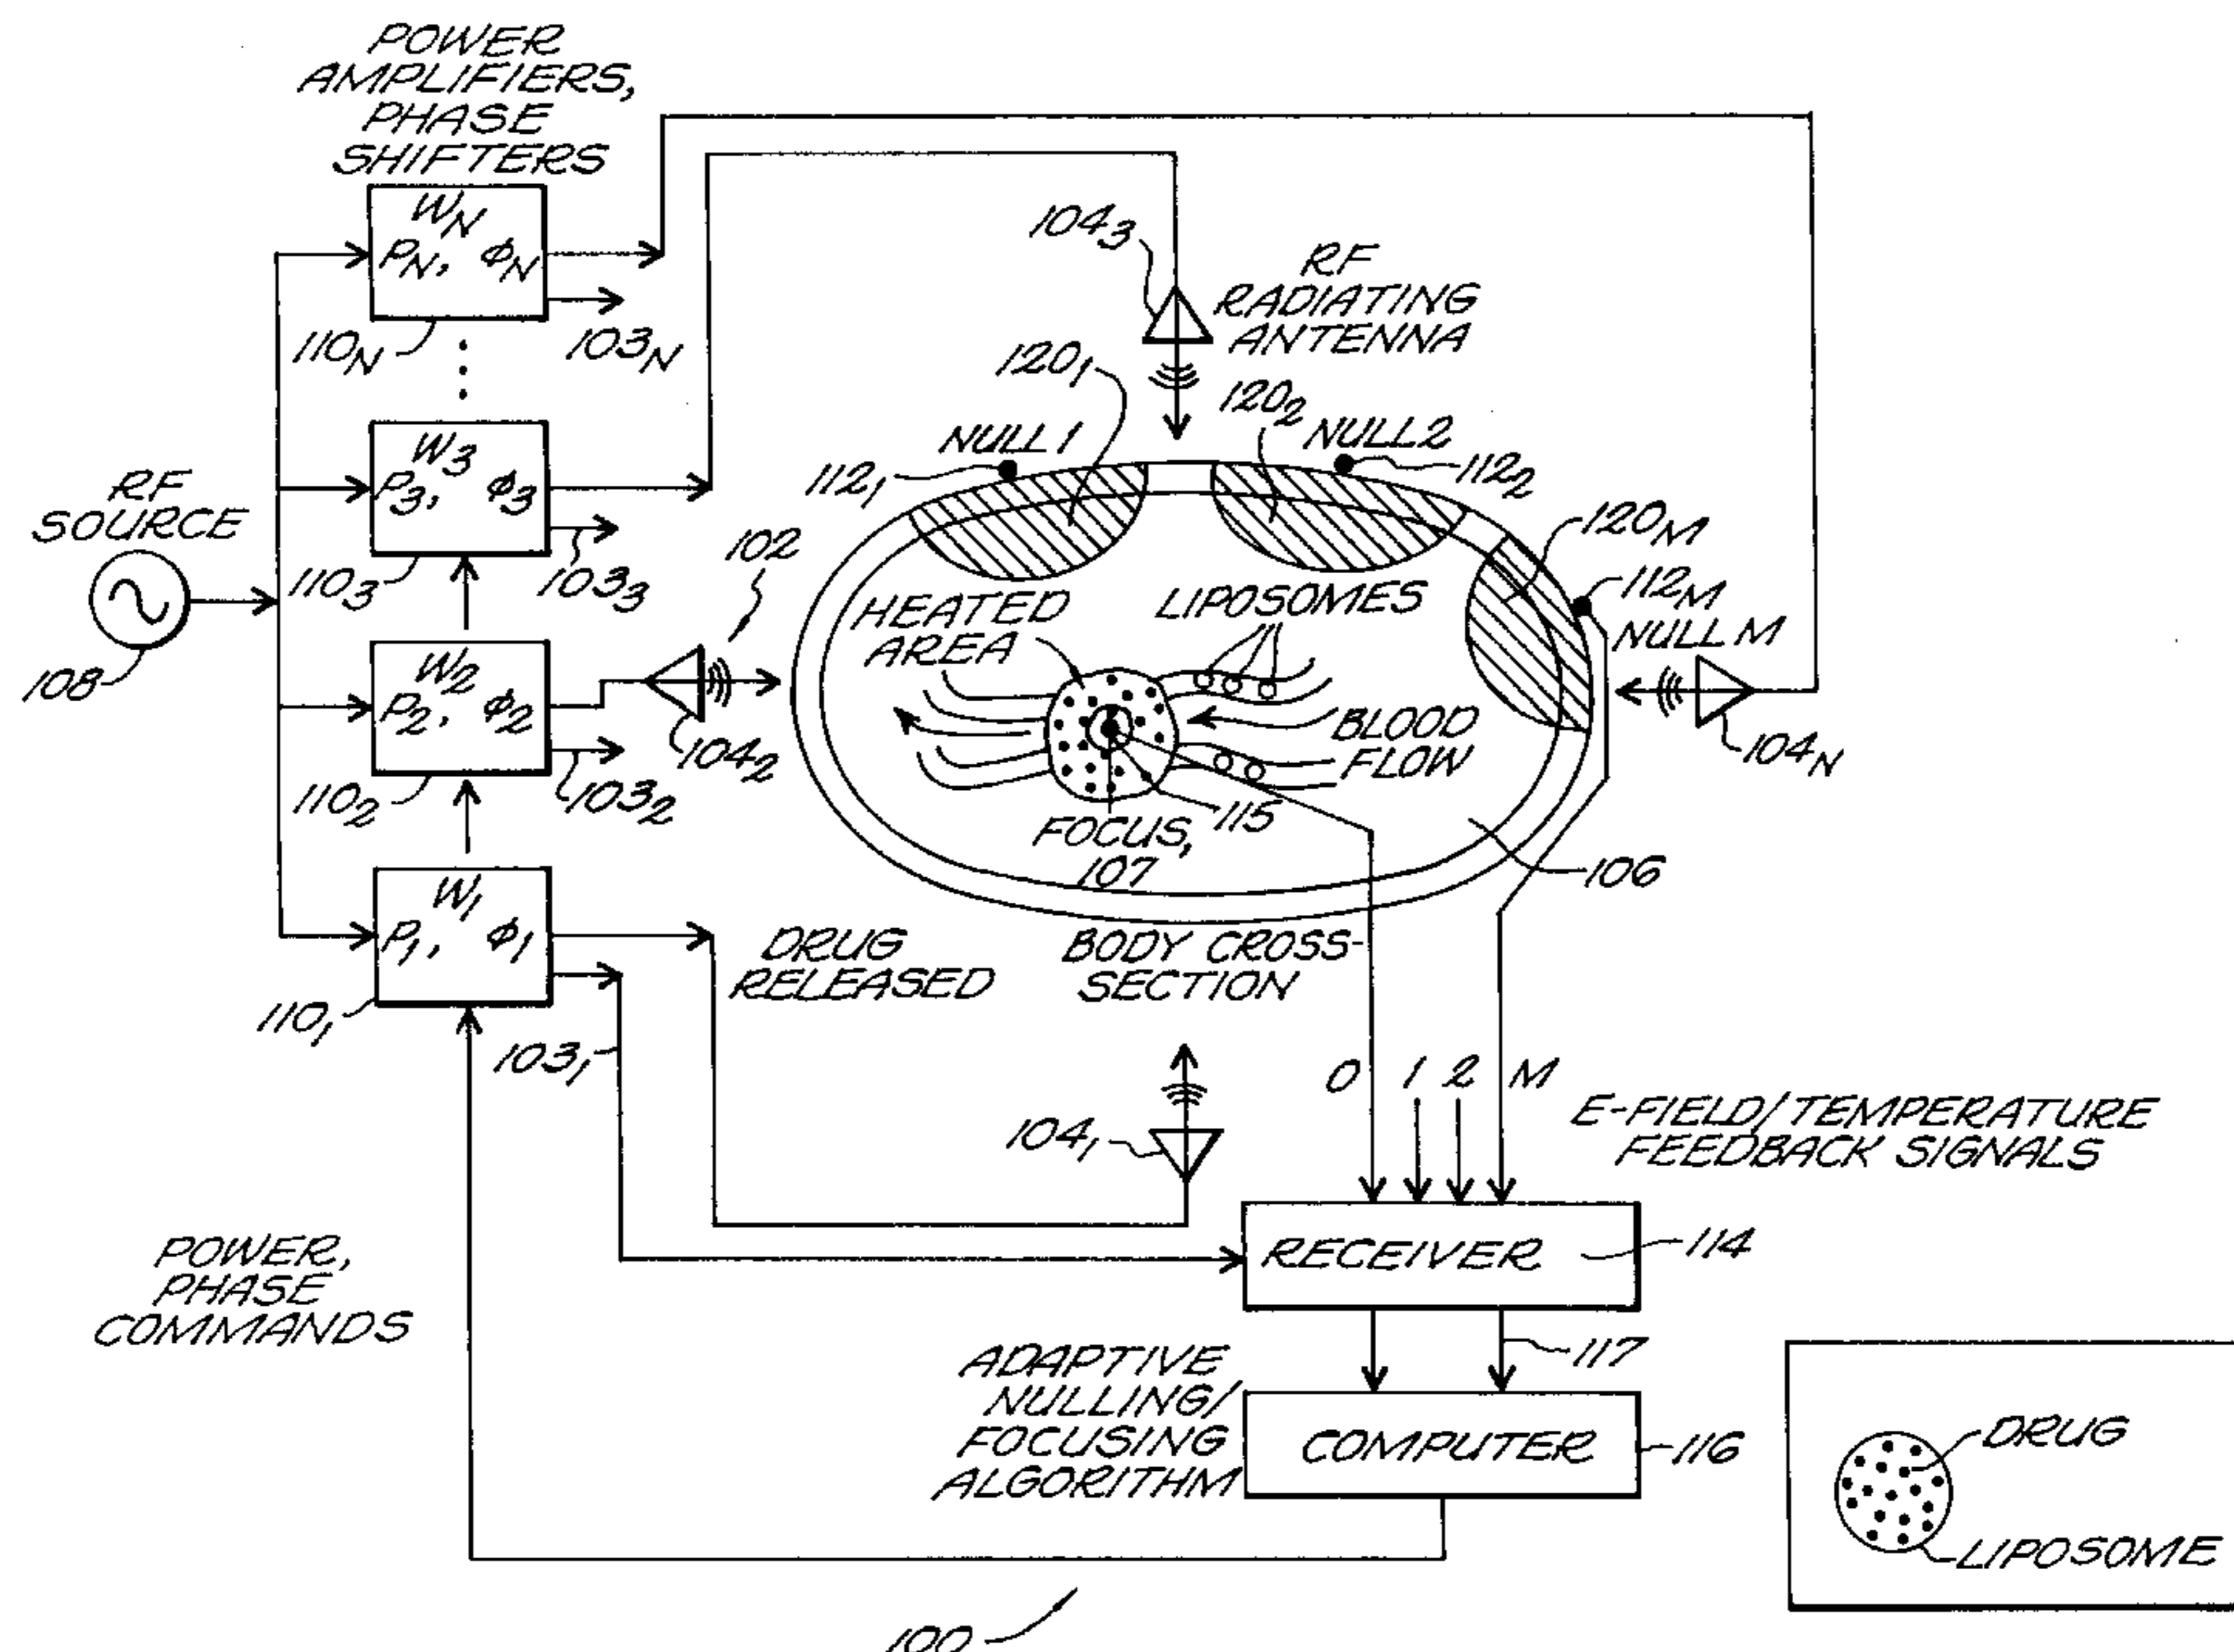 POWER
AMPLIFIERS,
PHASE
SHIFTERS
W_N
P_N, ϕ_N
110_N
103_N
W_3
P_3, ϕ_3
110_3
103_3
RF
SOURCE
108
W_2
P_2, ϕ_2
110_2
103_2
W_1
P_1, ϕ_1
110_1
103_1
102
104_2
104_3
RF
RADIATING
ANTENNA
120_1
120_2
NULL 1
NULL 2
112_1
112_2
120_M
112_M
NULL M
104_N
HEATED
AREA
LIPOSOMES
BLOOD
FLOW
FOCUS,
107
115
106
BODY CROSS-
SECTION
DRUG
RELEASED
104_1
0 1 2 M
E-FIELD/TEMPERATURE
FEEDBACK SIGNALS
RECEIVER
114
117
POWER,
PHASE
COMMANDS
ADAPTIVE
NULLING/
FOCUSING
ALGORITHM
COMPUTER
116
100
DRUG
LIPOSOME